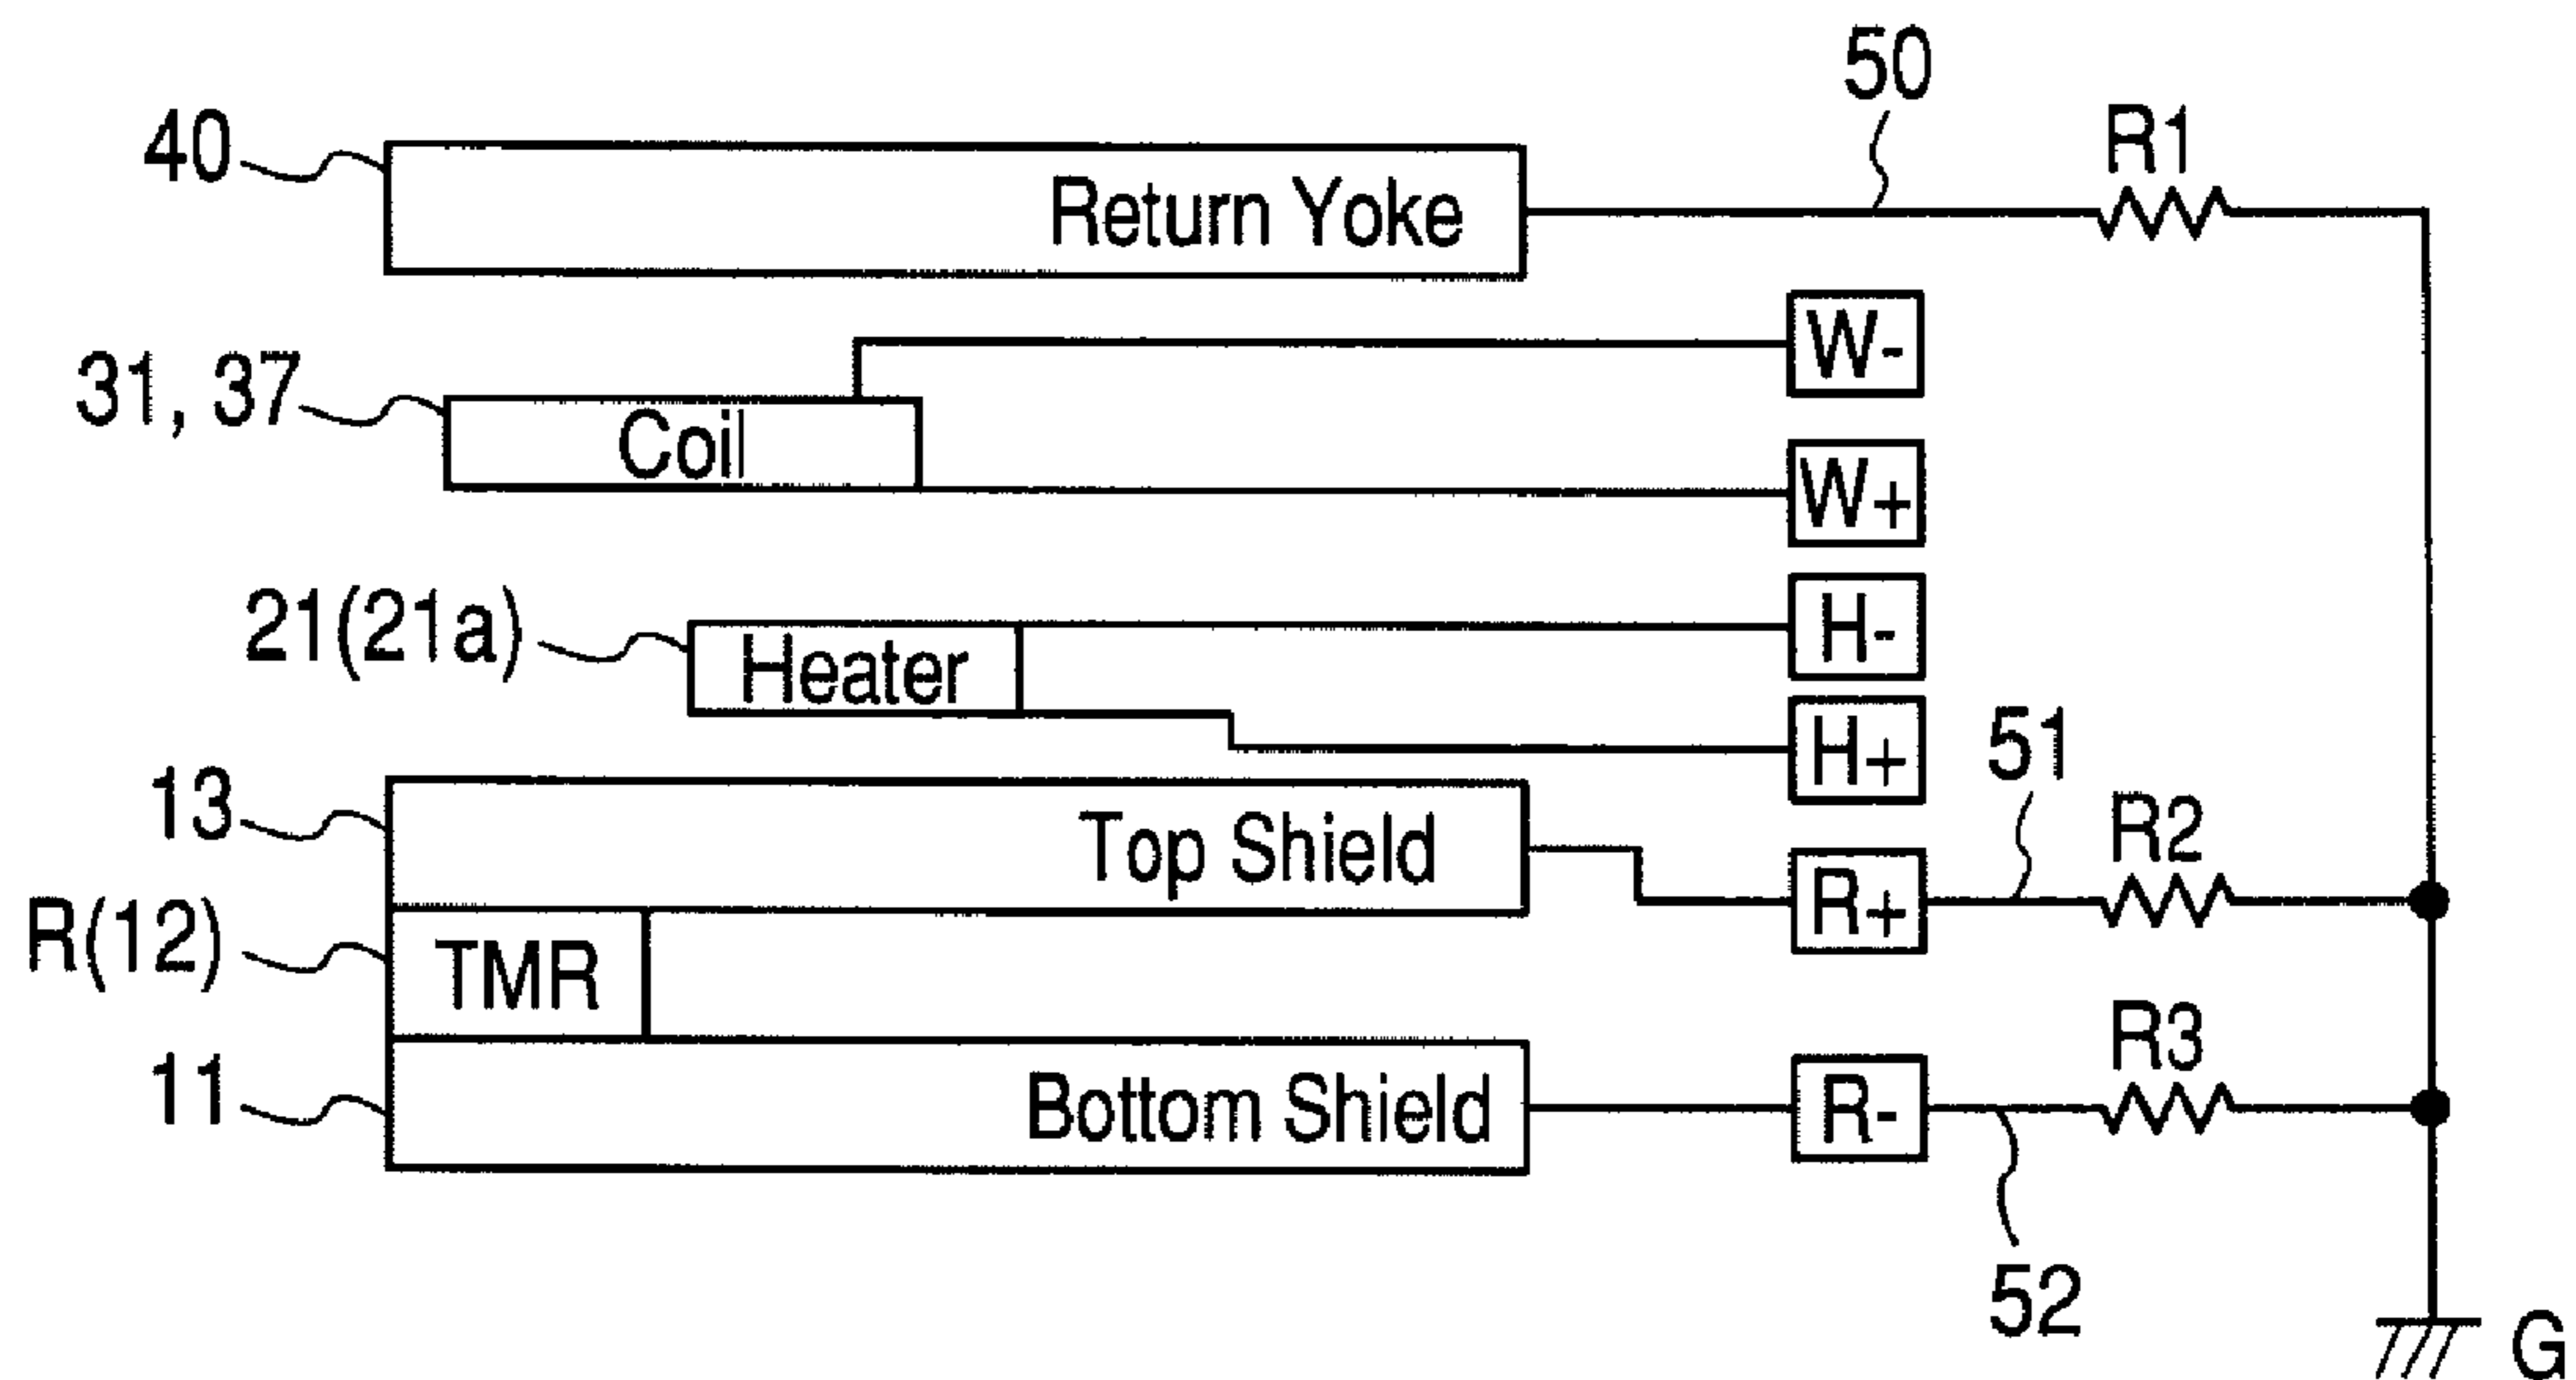 50
R1
40
Return Yoke
W-
31, 37
Coil
W+
21(21a)
Heater
H-
H+
51
13
Top Shield
R+
R2
R(12)
TMR
R3
11
Bottom Shield
R-
52
G